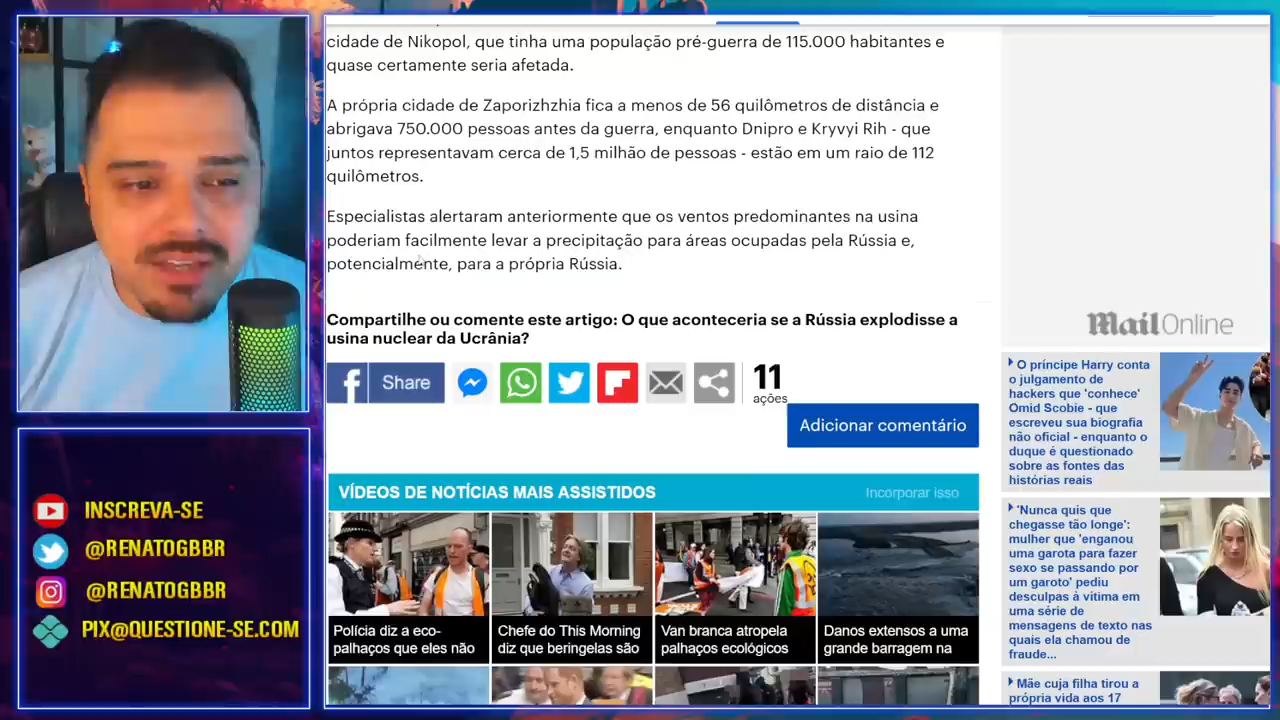 cidade de Nikopol, que tinha uma população pré-guerra de 115.000 habitantes e
quase certamente seria afetada.
A própria cidade de Zaporizhzhia fica a menos de 56 quilômetros de distância e
abrigava 750.000 pessoas antes da guerra, enquanto Dnipro e Kryvyi Rih - que
juntos representavam cerca de 1,5 milhão de pessoas - estão em um raio de 112
quilômetros.
Especialistas alertaram anteriormente que os ventos predominantes na usina
poderiam facilmente levar a precipitação para áreas ocupadas pela Rússia e,
potencialmente, para a própria Rússia.
Compartilhe ou comente este artigo: O que aconteceria se a Rússia explodisse a
usina nuclear da Ucrânia?
Share
11
ações
Adicionar comentário
VÍDEOS DE NOTÍCIAS MAIS ASSISTIDOS
Incorporar isso
Polícia diz a eco-
palhaços que eles não
Chefe do This Morning
diz que beringelas são
Van branca atropela
palhaços ecológicos
Danos extensos a uma
grande barragem na
MailOnline
O príncipe Harry conta
o julgamento de
hackers que 'conhece'
Omid Scobie - que
escreveu sua biografia
não oficial - enquanto o
duque é questionado
sobre as fontes das
histórias reais
'Nunca quis que
chegasse tão longe':
mulher que 'enganou
uma garota para fazer
sexo se passando por
um garoto' pediu
desculpas à vítima em
uma série de
mensagens de texto nas
quais ela chamou de
fraude...
Mãe cuja filha tirou a
própria vida aos 17
INSCREVA-SE
@RENATOGBBR
@RENATOGBBR
PIX@QUESTIONE-SE.COM